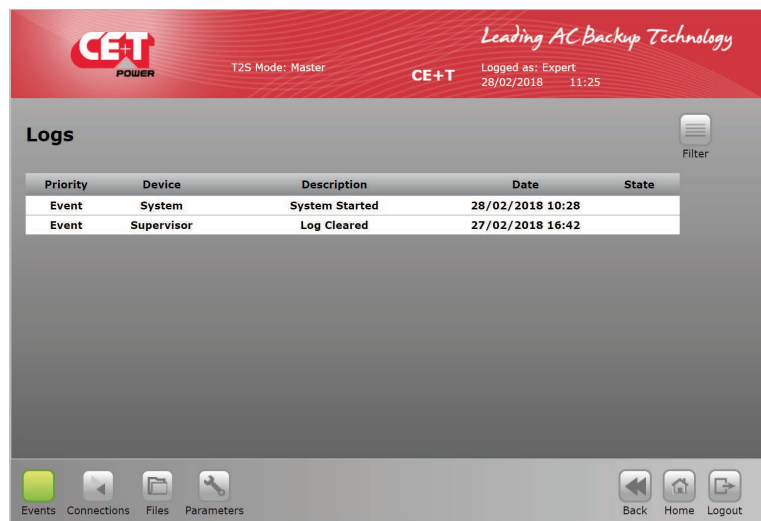 CE+T
POWER
Leading AC Backup Technology
T2S Mode: Master
CE+T
Logged as: Expert
28/02/2018 11:25
Logs
Filter
Priority Device Description Date State
Event System System Started 28/02/2018 10:28
Event Supervisor Log Cleared 27/02/2018 16:42
Events Connections Files Parameters Back Home Logout